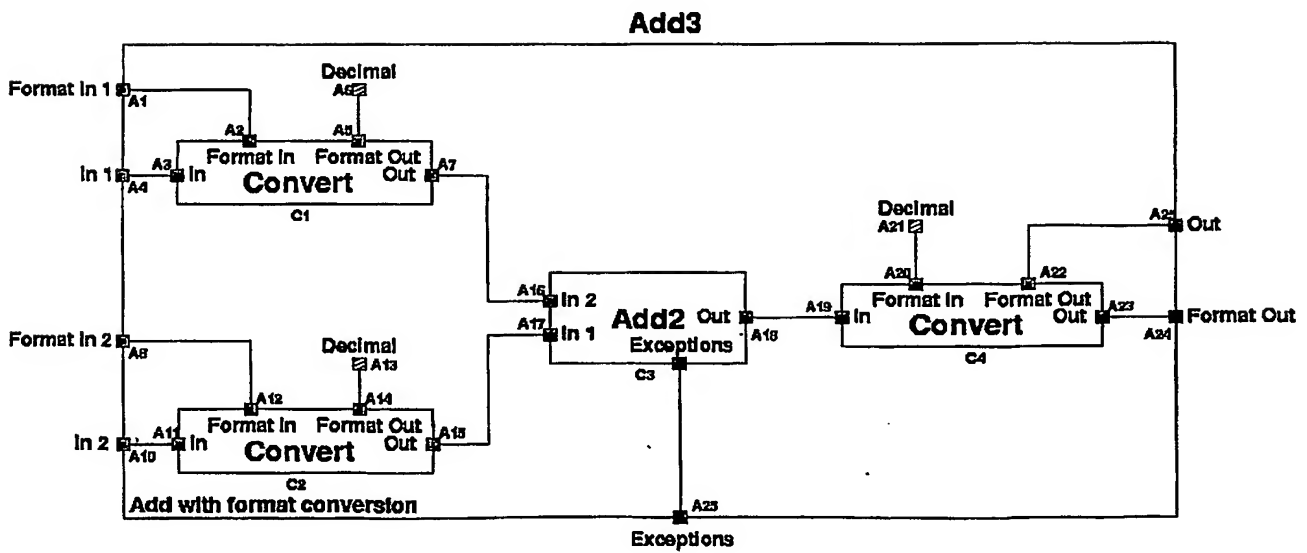 Add3
Format In 1
A1
Decimal
A6
A2
A5
Format In Format Out
In 1
A4
A3
In
Convert
Out
A7
C1
Decimal
A21
Out
A20
A22
Format In Format Out
A16
In 2
A17
In 1
Add2
Out
A18
Exceptions
C3
A19
In
Convert
Out
A23
C4
Format Out
A24
Format In 2
A8
Decimal
A13
A12
A14
Format In Format Out
In 2
A10
A11
In
Convert
Out
A15
C2
Add with format conversion
A25
Exceptions